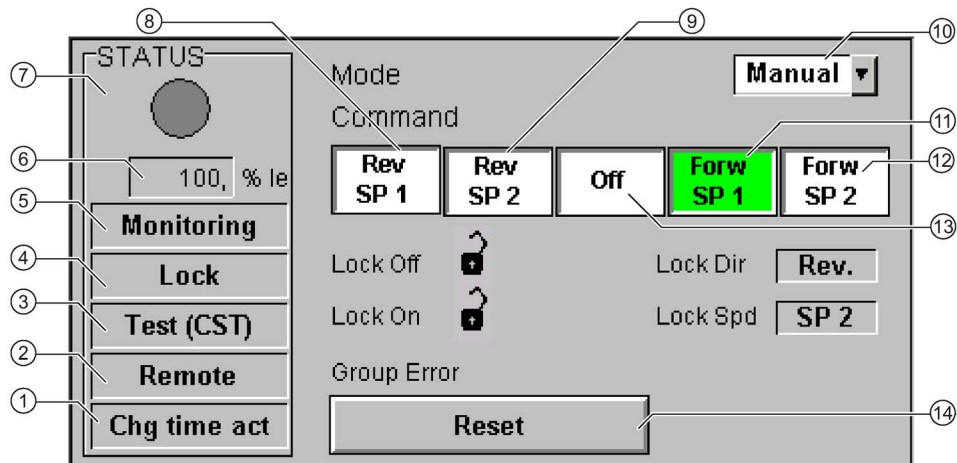 ⑧ ⑨ ⑩
STATUS
⑦
Mode Manual
Command
⑪
Rev SP 1
Rev SP 2
Off
Forw SP 1
Forw SP 2
⑫
⑬
⑥
100, % Ie
⑤
Monitoring
④
Lock
③
Test (CST)
②
Remote
①
Chg time act
Lock Off Lock Dir Rev.
Lock On Lock Spd SP 2
Group Error
Reset
⑭